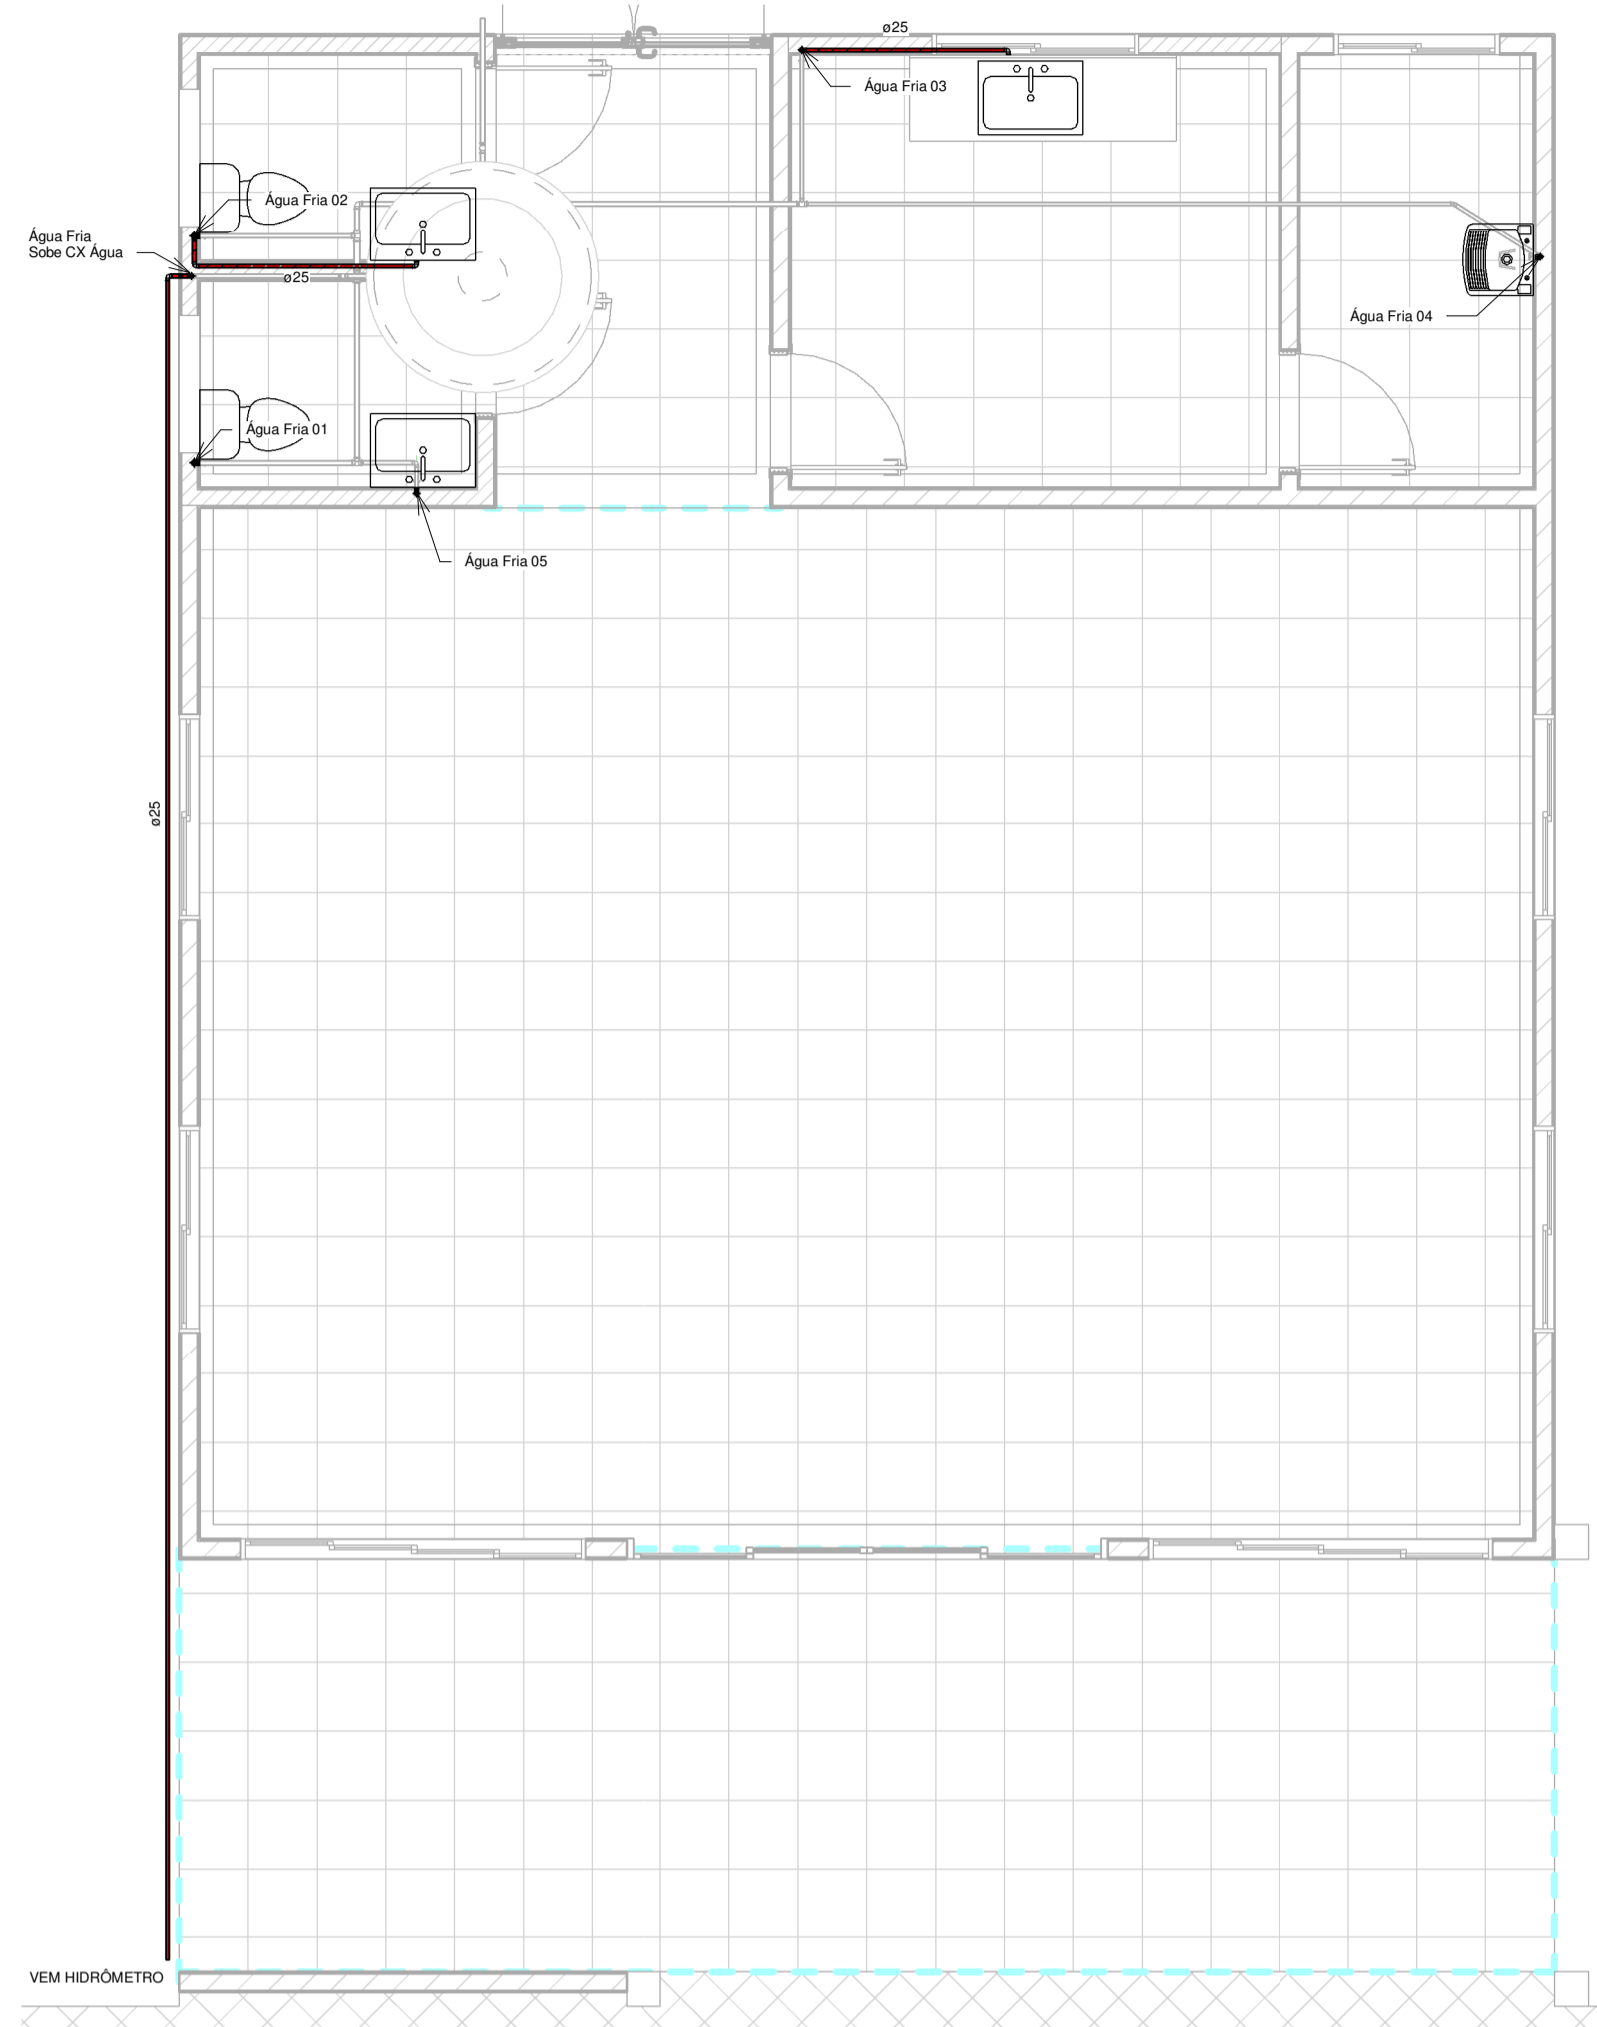 ø25
Água Fria 03
Água Fria 02
Água Fria
Sobe CX Água
ø25
Água Fria 04
Água Fria 01
Água Fria 05
ø25
VEM HIDRÔMETRO